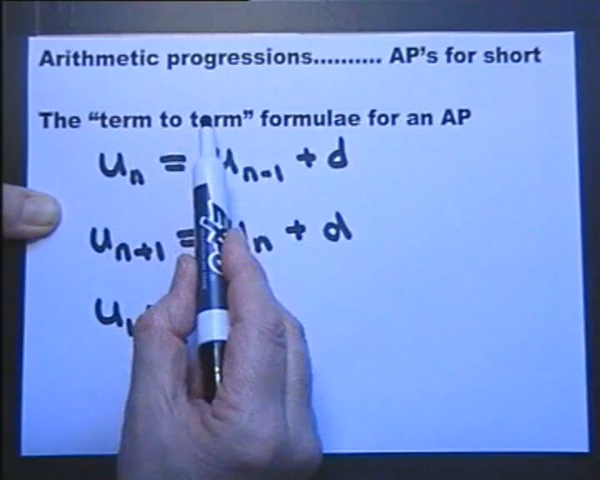 Arithmetic progressions.......... AP's for short
The “term to term” formulae for an AP
uₙ = uₙ₋₁ + d
uₙ₊₁ = uₙ + d
EXPO